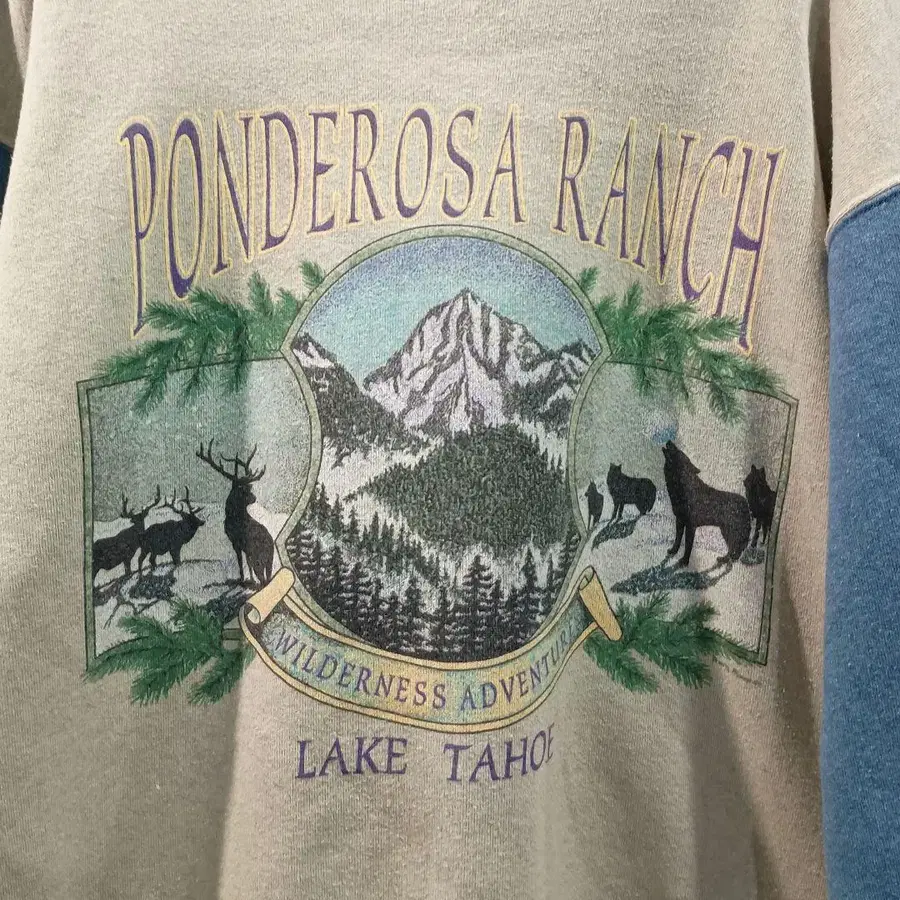 PONDEROSA RANCH
WILDERNESS ADVENTURE
LAKE TAHOE